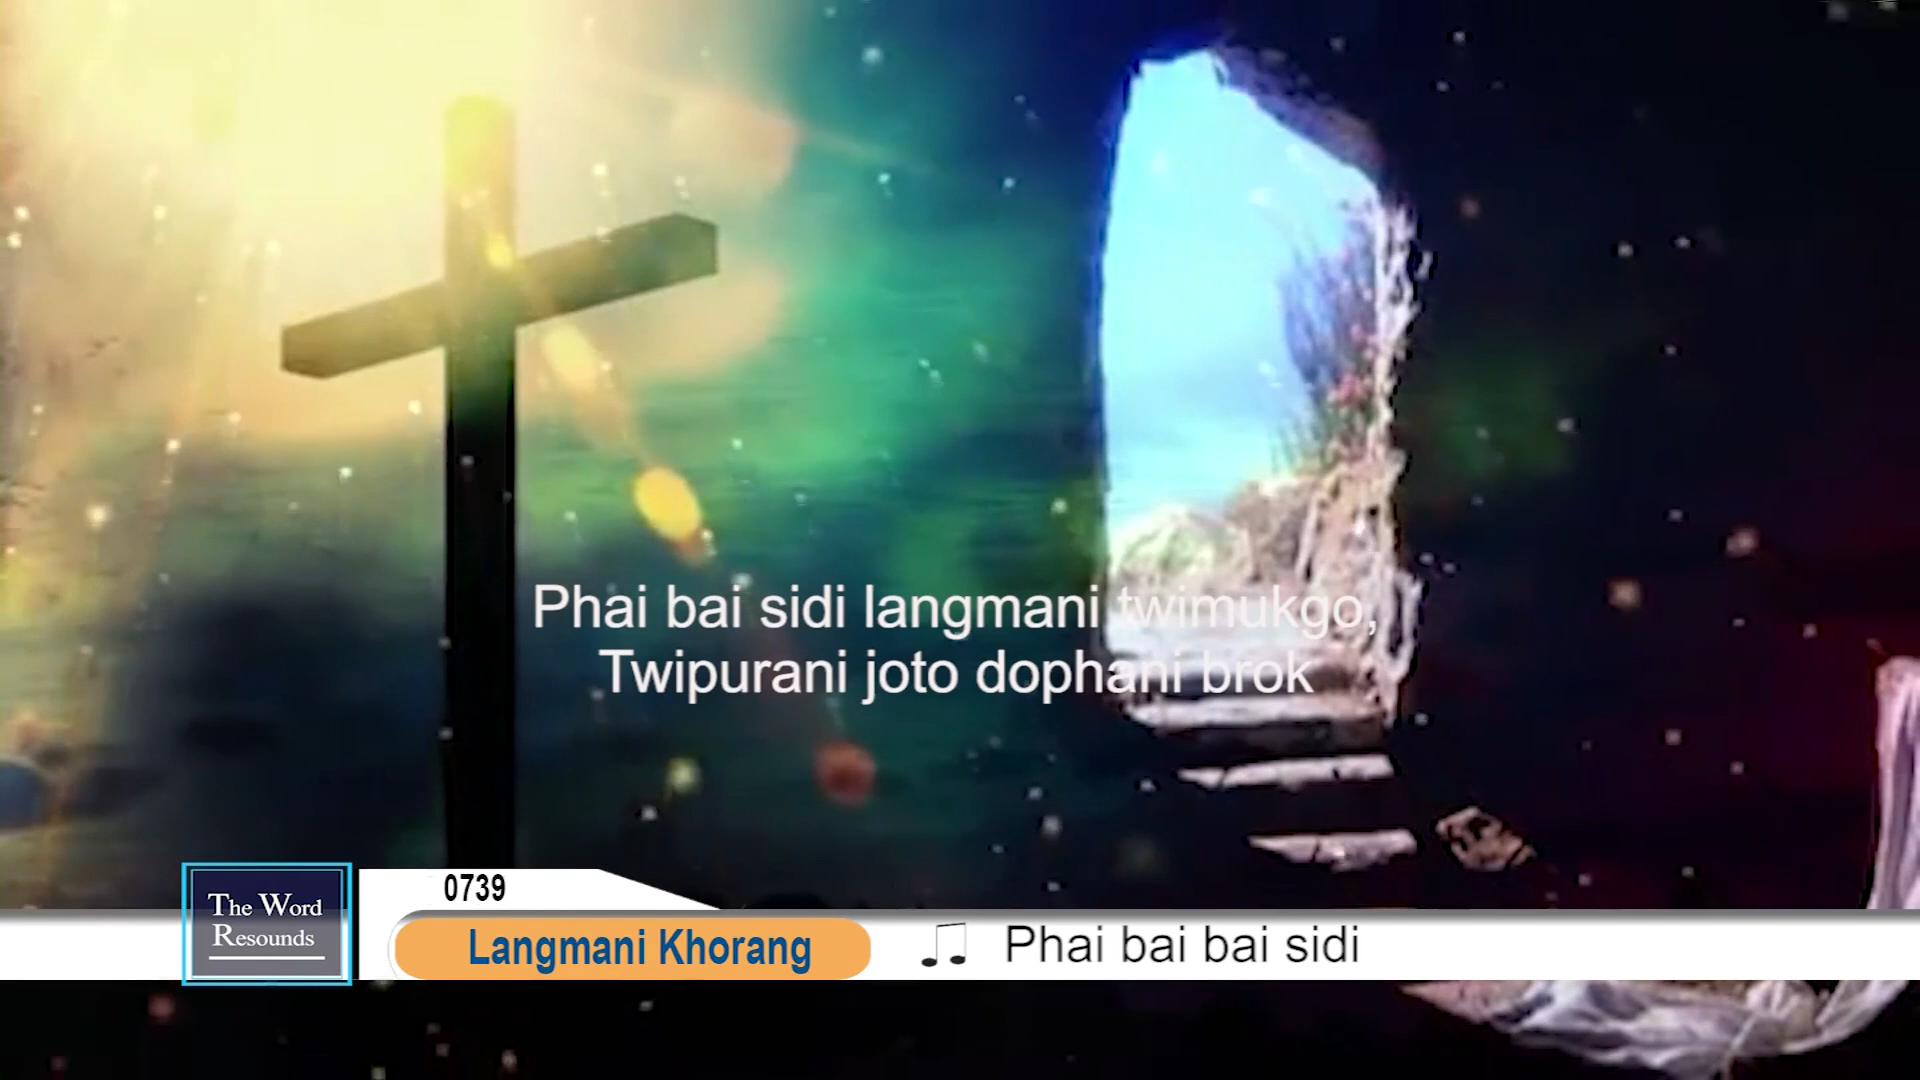 Phai bai sidi langmani twimukgo,
Twipurani joto dophani brok
0739
The Word
Resounds
Langmani Khorang
Phai bai bai sidi